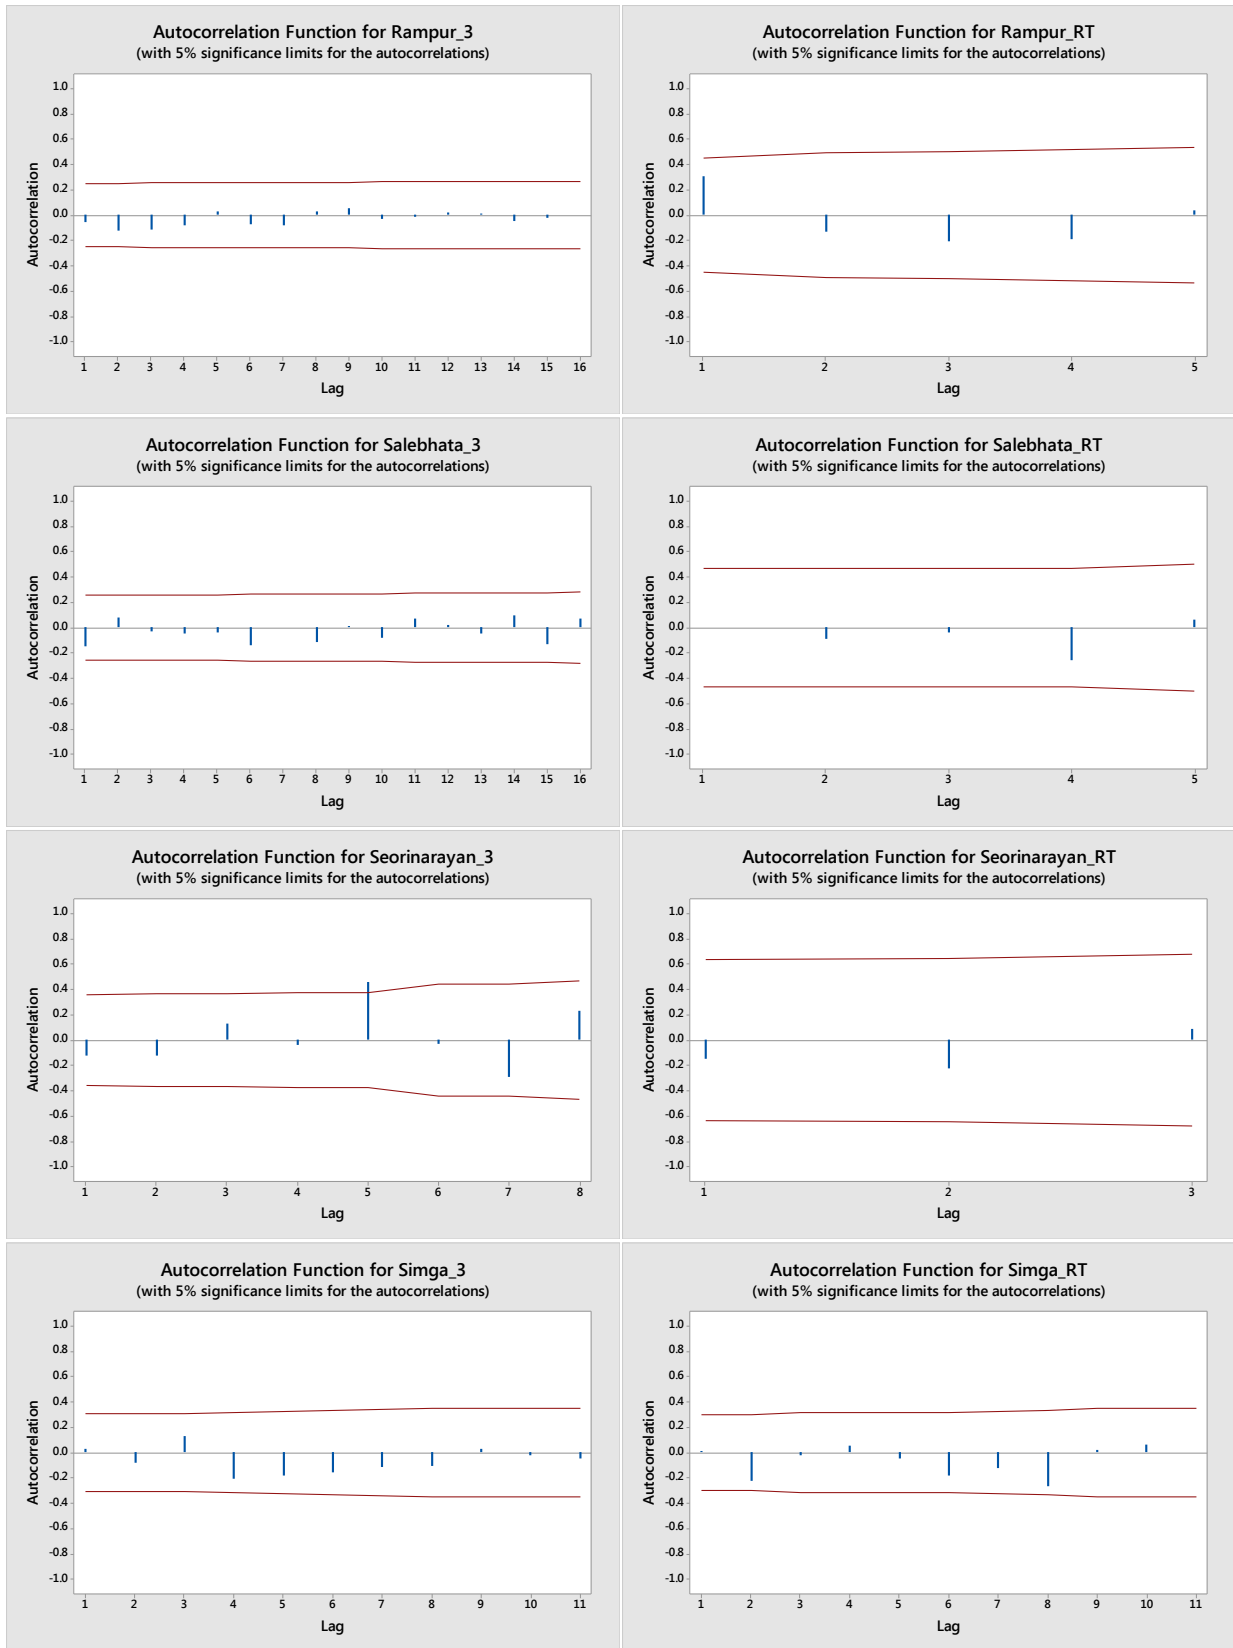 Autocorrelation Function for Rampur_3
(with 5% significance limits for the autocorrelations)
1.0
0.8
0.6
0.4
0.2
0.0
-0.2
-0.4
-0.6
-0.8
-1.0
Autocorrelation
1 2 3 4 5 6 7 8 9 10 11 12 13 14 15 16
Lag
Autocorrelation Function for Rampur_RT
(with 5% significance limits for the autocorrelations)
1.0
0.8
0.6
0.4
0.2
0.0
-0.2
-0.4
-0.6
-0.8
-1.0
Autocorrelation
1 2 3 4 5
Lag
Autocorrelation Function for Salebhata_3
(with 5% significance limits for the autocorrelations)
1.0
0.8
0.6
0.4
0.2
0.0
-0.2
-0.4
-0.6
-0.8
-1.0
Autocorrelation
1 2 3 4 5 6 7 8 9 10 11 12 13 14 15 16
Lag
Autocorrelation Function for Salebhata_RT
(with 5% significance limits for the autocorrelations)
1.0
0.8
0.6
0.4
0.2
0.0
-0.2
-0.4
-0.6
-0.8
-1.0
Autocorrelation
1 2 3 4 5
Lag
Autocorrelation Function for Seorinarayan_3
(with 5% significance limits for the autocorrelations)
1.0
0.8
0.6
0.4
0.2
0.0
-0.2
-0.4
-0.6
-0.8
-1.0
Autocorrelation
1 2 3 4 5 6 7 8
Lag
Autocorrelation Function for Seorinarayan_RT
(with 5% significance limits for the autocorrelations)
1.0
0.8
0.6
0.4
0.2
0.0
-0.2
-0.4
-0.6
-0.8
-1.0
Autocorrelation
1 2 3
Lag
Autocorrelation Function for Simga_3
(with 5% significance limits for the autocorrelations)
1.0
0.8
0.6
0.4
0.2
0.0
-0.2
-0.4
-0.6
-0.8
-1.0
Autocorrelation
1 2 3 4 5 6 7 8 9 10 11
Lag
Autocorrelation Function for Simga_RT
(with 5% significance limits for the autocorrelations)
1.0
0.8
0.6
0.4
0.2
0.0
-0.2
-0.4
-0.6
-0.8
-1.0
Autocorrelation
1 2 3 4 5 6 7 8 9 10 11
Lag